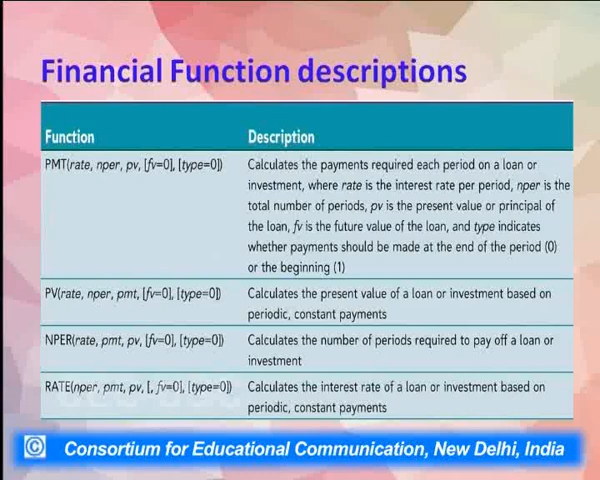 Financial Function descriptions
Function Description
PMT(rate, nper, pv, [fv=0], [type=0]) Calculates the payments required each period on a loan or
investment, where rate is the interest rate per period, nper is the
total number of periods, pv is the present value or principal of
the loan, fv is the future value of the loan, and type indicates
whether payments should be made at the end of the period (0)
or the beginning (1)
PV(rate, nper, pmt, [fv=0], [type=0]) Calculates the present value of a loan or investment based on
periodic, constant payments
NPER(rate, pmt, pv, [fv=0], [type=0]) Calculates the number of periods required to pay off a loan or
investment
RATE(nper, pmt, pv, [, fv=0], [type=0]) Calculates the interest rate of a loan or investment based on
periodic, constant payments
© Consortium for Educational Communication, New Delhi, India